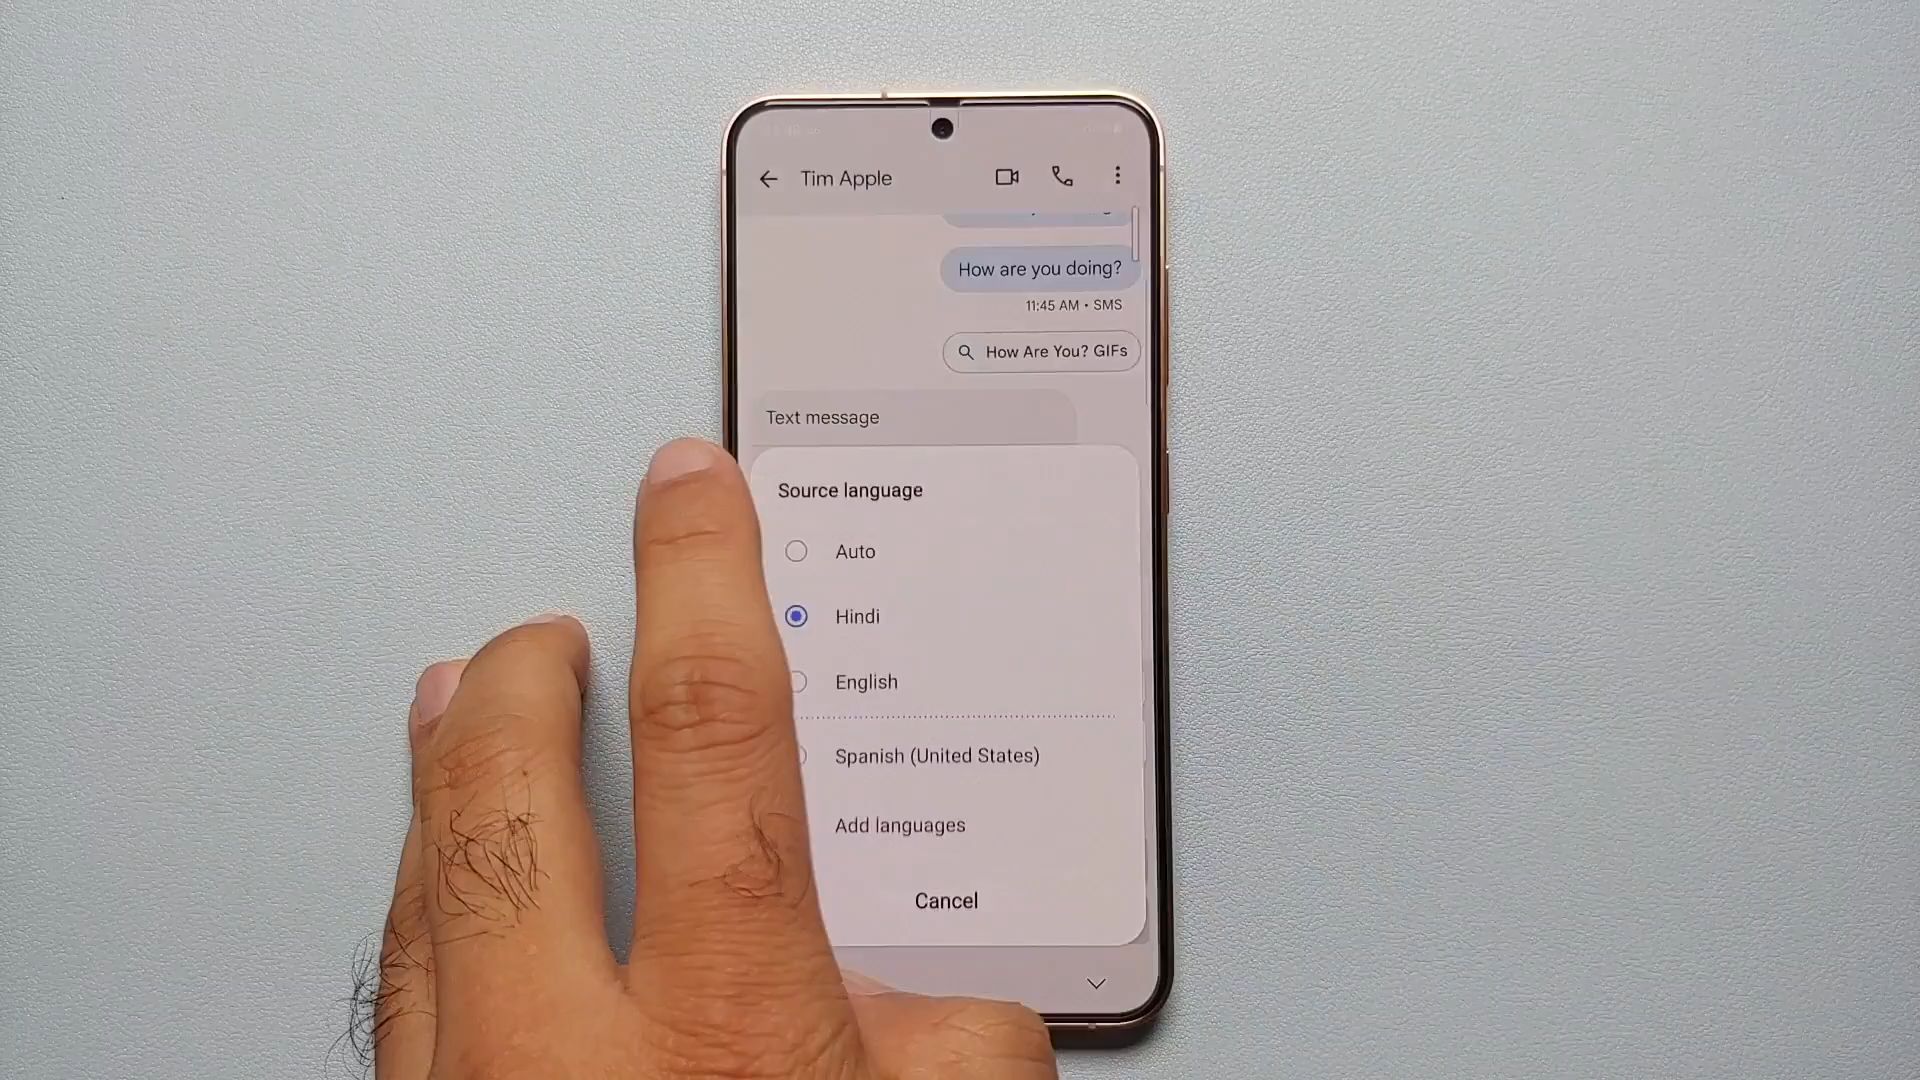 Tim Apple
How are you doing?
11:45 AM • SMS
How Are You? GIFs
Text message
Source language
Auto
Hindi
English
Spanish (United States)
Add languages
Cancel